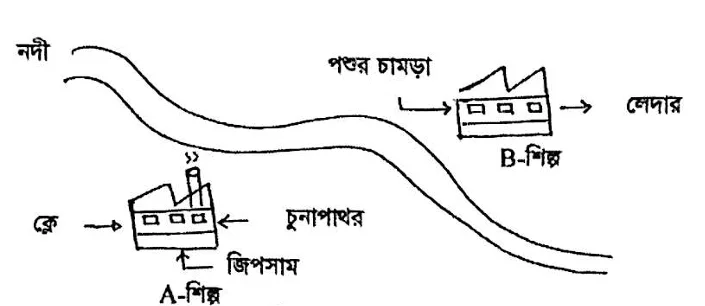 নদী
পশুর চামড়া
লেদার
B-শিল্প
ক্লে
চুনাপাথর
জিপসাম
A-শিল্প